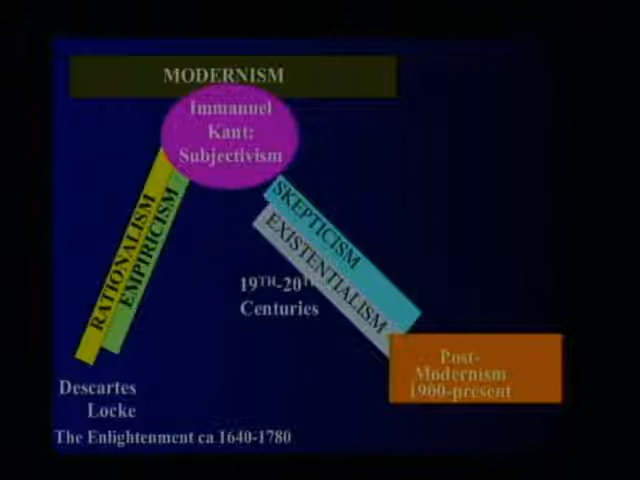 MODERNISM
Immanuel
Kant:
Subjectivism
RATIONALISM
EMPIRICISM
SKEPTICISM
EXISTENTIALISM
19TH-20TH
Centuries
Post-
Modernism
1900-present
Descartes
Locke
The Enlightenment ca 1640-1780